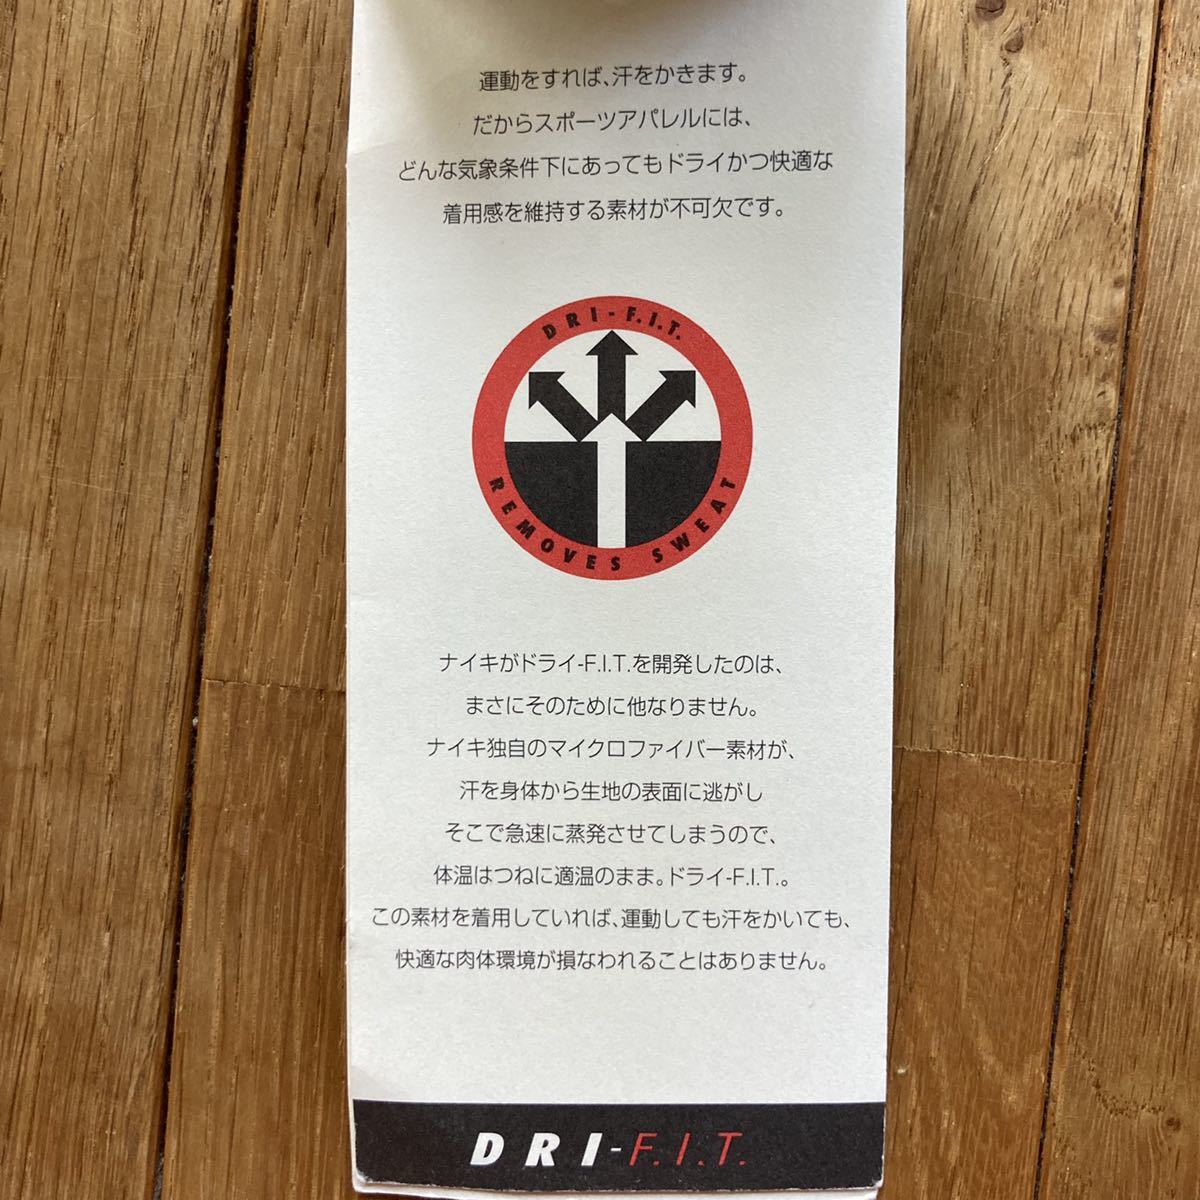 運動をすれば、汗をかきます。
だからスポーツアパレルには、
どんな気象条件下にあってもドライかつ快適な
着用感を維持する素材が不可欠です。
DRI-F.I.T.
REMOVES SWEAT
ナイキがドライ-F.I.T.を開発したのは、
まさにそのために他なりません。
ナイキ独自のマイクロファイバー素材が、
汗を身体から生地の表面に逃がし
そこで急速に蒸発させてしまうので、
体温はつねに適温のまま。ドライ-F.I.T.。
この素材を着用していれば、運動しても汗をかいても、
快適な肉体環境が損なわれることはありません。
DRI-F.I.T.